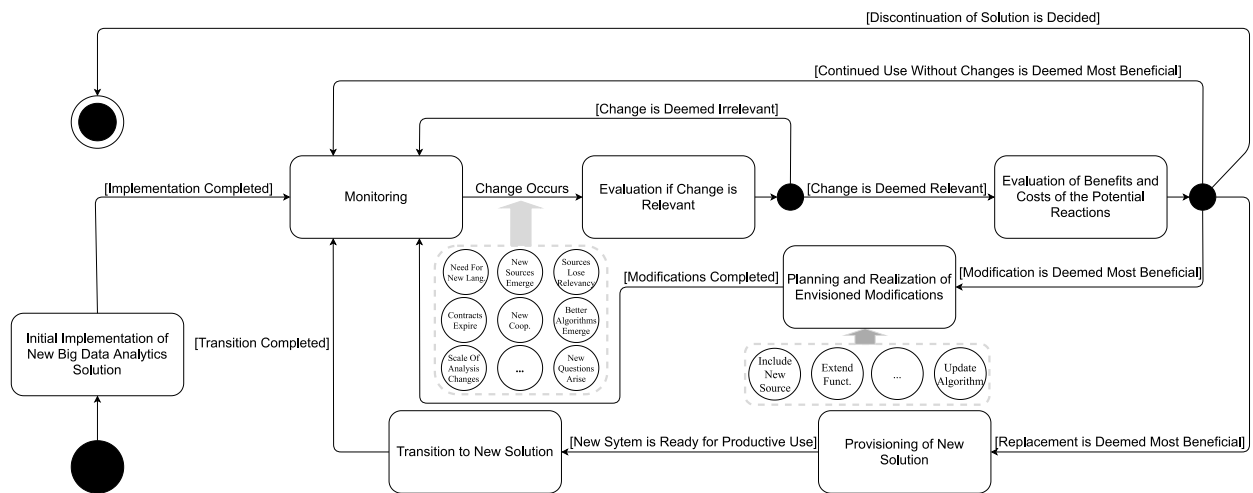 [Discontinuation of Solution is Decided]
[Continued Use Without Changes is Deemed Most Beneficial]
[Change is Deemed Irrelevant]
[Implementation Completed]
Monitoring
Change Occurs
Evaluation if Change is
Relevant
[Change is Deemed Relevant]
Evaluation of Benefits and
Costs of the Potential
Reactions
Need For
New Lang.
New
Sources
Emerge
Sources
Lose
Relevancy
Contracts
Expire
New
Coop.
Better
Algorithms
Emerge
Scale Of
Analysis
Changes
...
New
Questions
Arise
[Modifications Completed]
Planning and Realization of
Envisioned Modifications
[Modification is Deemed Most Beneficial]
Initial Implementation of
New Big Data Analytics
Solution
[Transition Completed]
Include
New
Source
Extend
Funct.
...
Update
Algorithm
Transition to New Solution
[New Sytem is Ready for Productive Use]
Provisioning of New
Solution
[Replacement is Deemed Most Beneficial]